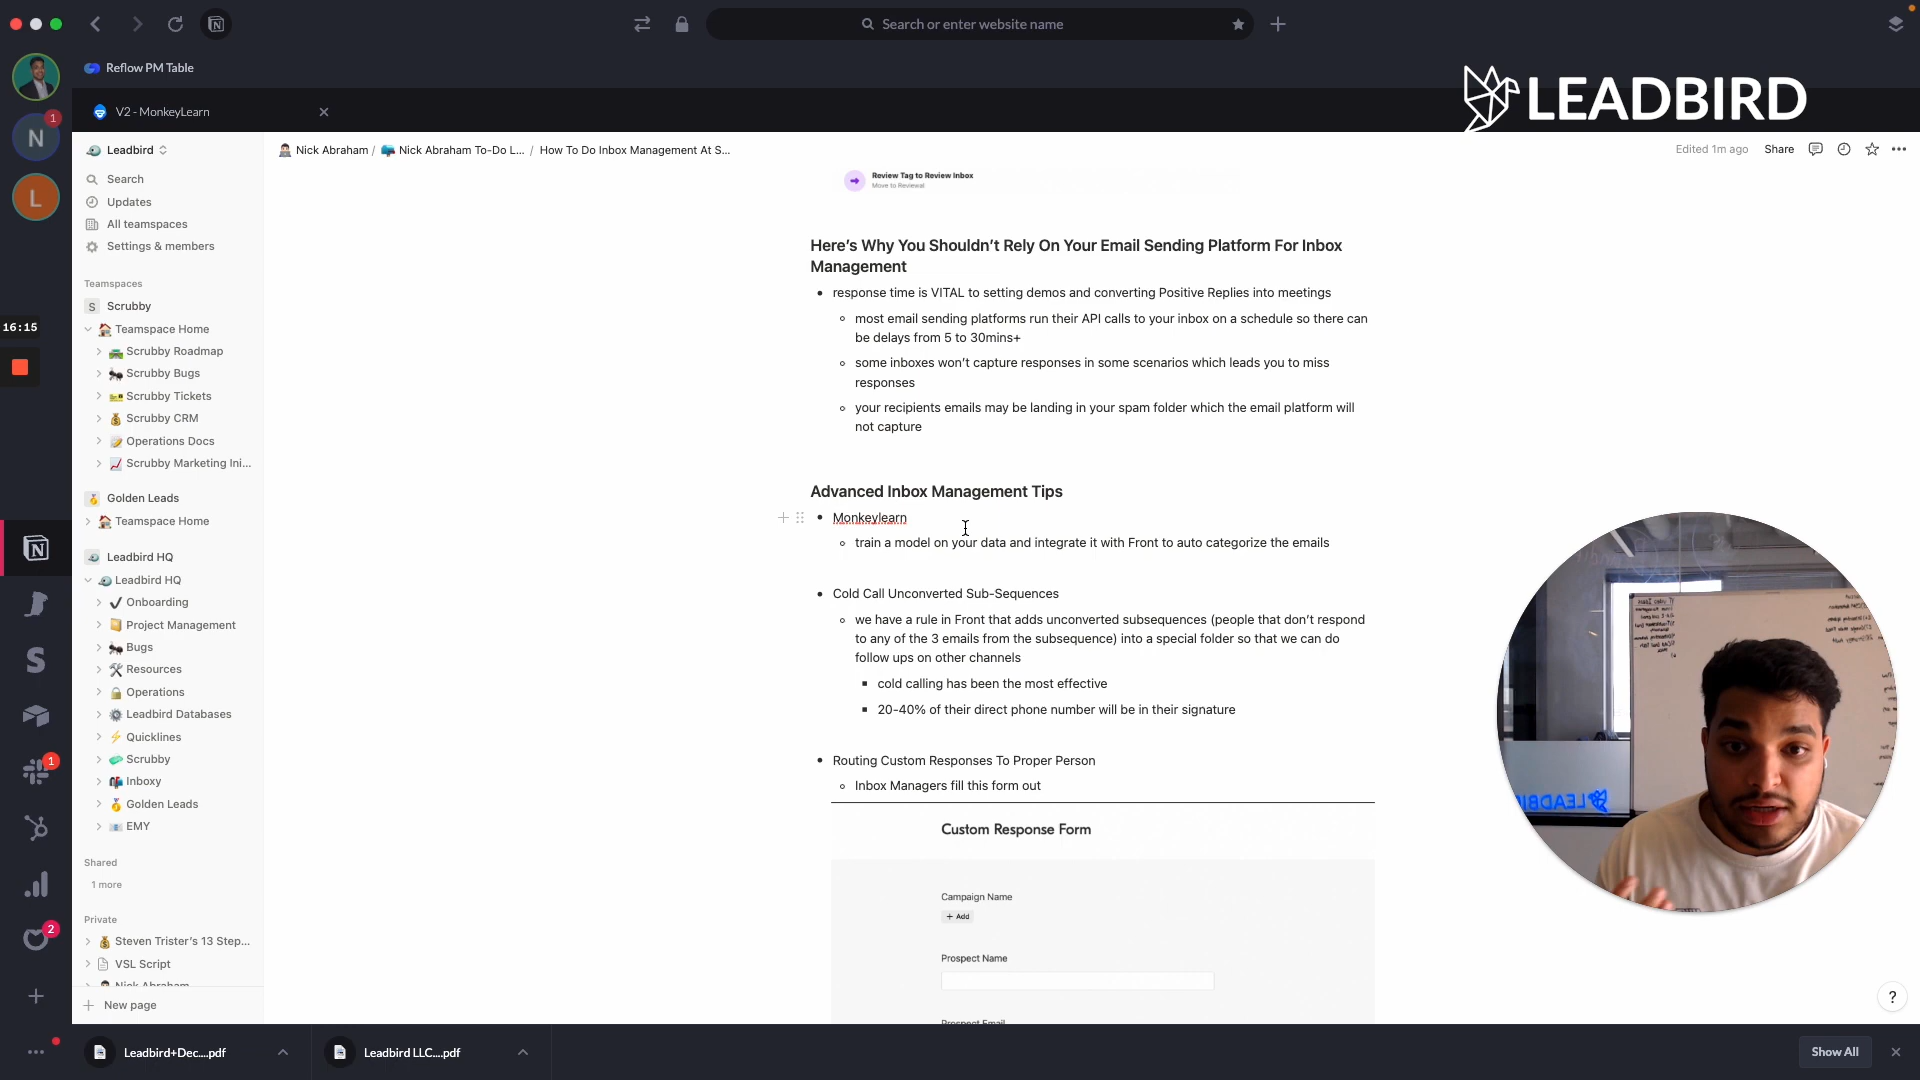 Search or enter website name
Reflow PM Table
LEADBIRD
V2 - MonkeyLearn
N
1
L
16:15
1
2
Leadbird
Search
Updates
All teamspaces
Settings & members
Teamspaces
S Scrubby
Teamspace Home
Scrubby Roadmap
Scrubby Bugs
Scrubby Tickets
Scrubby CRM
Operations Docs
Scrubby Marketing Ini...
Golden Leads
Teamspace Home
Leadbird HQ
Leadbird HQ
Onboarding
Project Management
Bugs
Resources
Operations
Leadbird Databases
Quicklines
Scrubby
Inboxy
Golden Leads
EMY
Shared
1 more
Private
Steven Trister's 13 Step...
VSL Script
Nick Abraham
New page
Nick Abraham / Nick Abraham To-Do L... / How To Do Inbox Management At S...
Edited 1m ago
Share
Review Tag to Review Inbox
Move to Reviewal
Here's Why You Shouldn't Rely On Your Email Sending Platform For Inbox
Management
• response time is VITAL to setting demos and converting Positive Replies into meetings
◦ most email sending platforms run their API calls to your inbox on a schedule so there can
be delays from 5 to 30mins+
◦ some inboxes won't capture responses in some scenarios which leads you to miss
responses
◦ your recipients emails may be landing in your spam folder which the email platform will
not capture
Advanced Inbox Management Tips
• Monkeylearn
◦ train a model on your data and integrate it with Front to auto categorize the emails
• Cold Call Unconverted Sub-Sequences
◦ we have a rule in Front that adds unconverted subsequences (people that don't respond
to any of the 3 emails from the subsequence) into a special folder so that we can do
follow ups on other channels
▪ cold calling has been the most effective
▪ 20-40% of their direct phone number will be in their signature
• Routing Custom Responses To Proper Person
◦ Inbox Managers fill this form out
Custom Response Form
Campaign Name
+ Add
Prospect Name
Prospect Email
LEADBIRD
?
Leadbird+Dec....pdf
Leadbird LLC....pdf
Show All